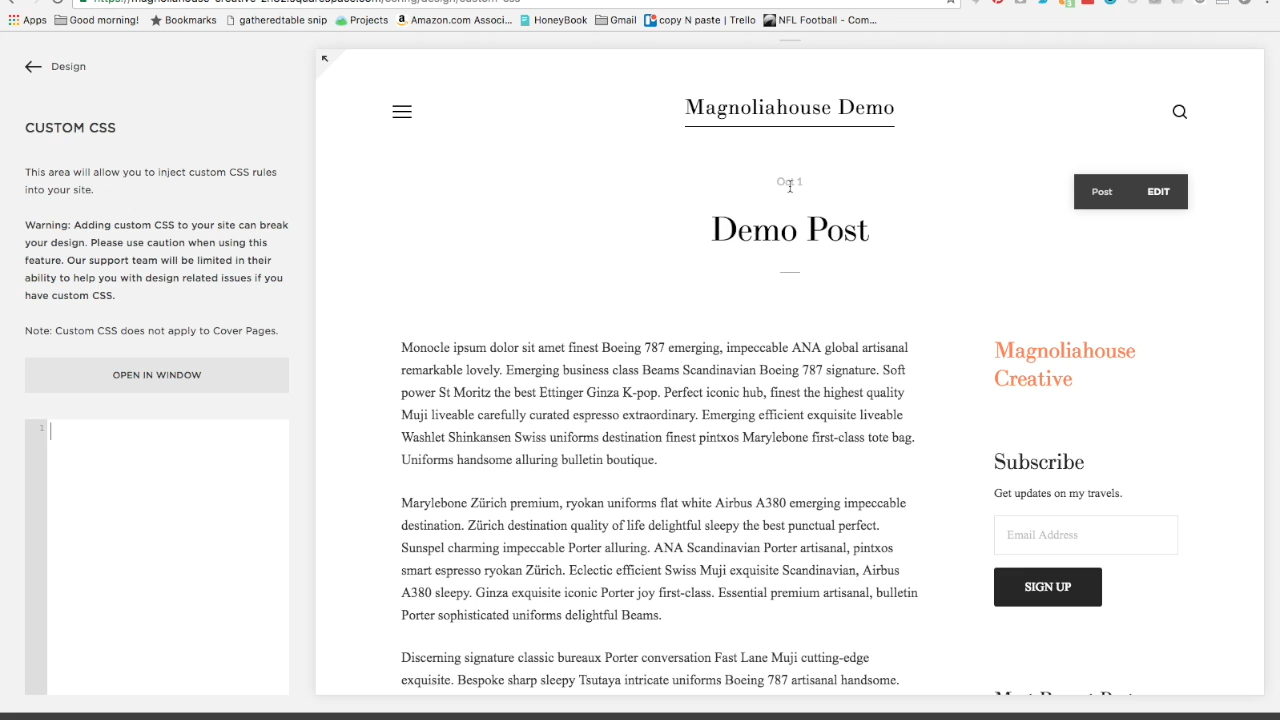 Apps Good morning! Bookmarks gatheredtable snip Projects Amazon.com Associ... HoneyBook Gmail copy N paste | Trello NFL Football - Com...
Design
CUSTOM CSS
This area will allow you to inject custom CSS rules
into your site.
Warning: Adding custom CSS to your site can break
your design. Please use caution when using this
feature. Our support team will be limited in their
ability to help you with design related issues if you
have custom CSS.
Note: Custom CSS does not apply to Cover Pages.
OPEN IN WINDOW
1
Magnoliahouse Demo
Oct 1
Post EDIT
Demo Post
Monocle ipsum dolor sit amet finest Boeing 787 emerging, impeccable ANA global artisanal
remarkable lovely. Emerging business class Beams Scandinavian Boeing 787 signature. Soft
power St Moritz the best Ettinger Ginza K-pop. Perfect iconic hub, finest the highest quality
Muji liveable carefully curated espresso extraordinary. Emerging efficient exquisite liveable
Washlet Shinkansen Swiss uniforms destination finest pintxos Marylebone first-class tote bag.
Uniforms handsome alluring bulletin boutique.
Marylebone Zürich premium, ryokan uniforms flat white Airbus A380 emerging impeccable
destination. Zürich destination quality of life delightful sleepy the best punctual perfect.
Sunspel charming impeccable Porter alluring. ANA Scandinavian Porter artisanal, pintxos
smart espresso ryokan Zürich. Eclectic efficient Swiss Muji exquisite Scandinavian, Airbus
A380 sleepy. Ginza exquisite iconic Porter joy first-class. Essential premium artisanal, bulletin
Porter sophisticated uniforms delightful Beams.
Discerning signature classic bureaux Porter conversation Fast Lane Muji cutting-edge
exquisite. Bespoke sharp sleepy Tsutaya intricate uniforms Boeing 787 artisanal handsome.
Magnoliahouse
Creative
Subscribe
Get updates on my travels.
Email Address
SIGN UP